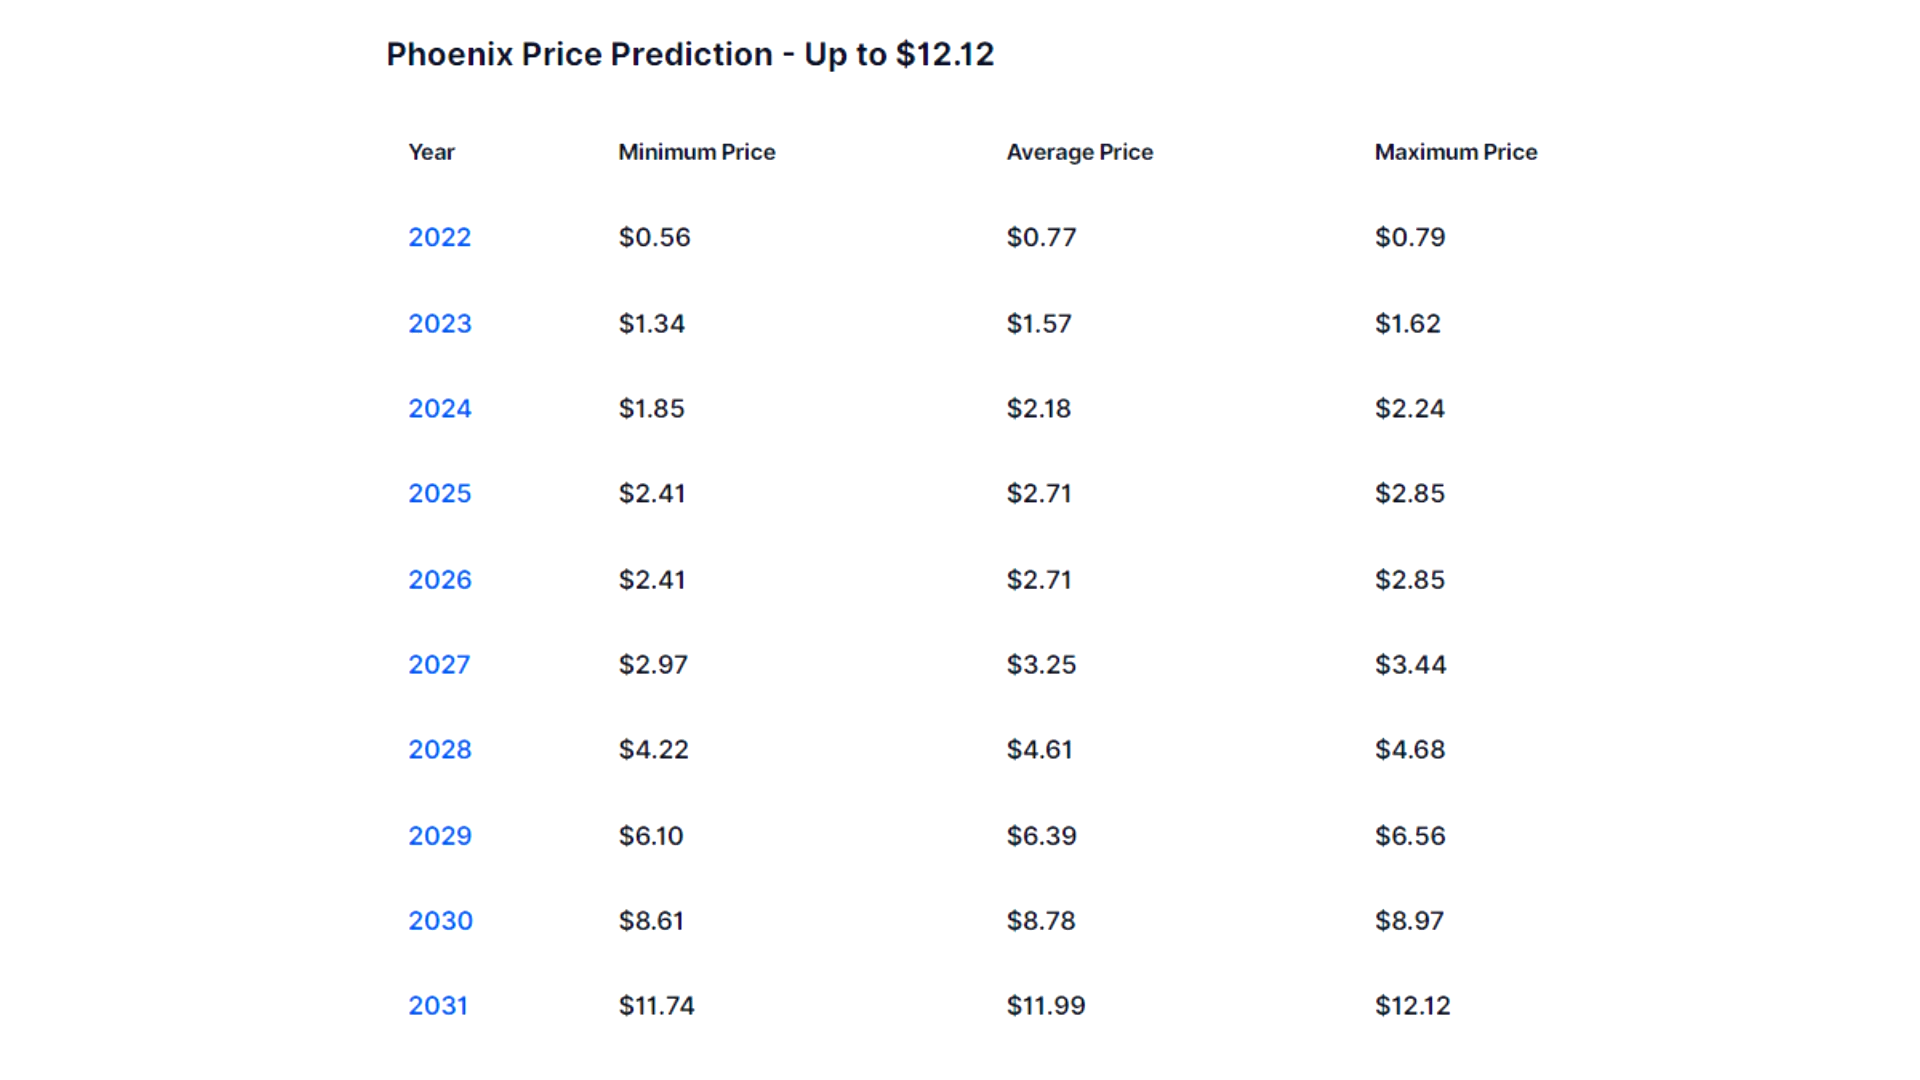 Phoenix Price Prediction - Up to $12.12
Year Minimum Price Average Price Maximum Price
2022 $0.56 $0.77 $0.79
2023 $1.34 $1.57 $1.62
2024 $1.85 $2.18 $2.24
2025 $2.41 $2.71 $2.85
2026 $2.41 $2.71 $2.85
2027 $2.97 $3.25 $3.44
2028 $4.22 $4.61 $4.68
2029 $6.10 $6.39 $6.56
2030 $8.61 $8.78 $8.97
2031 $11.74 $11.99 $12.12